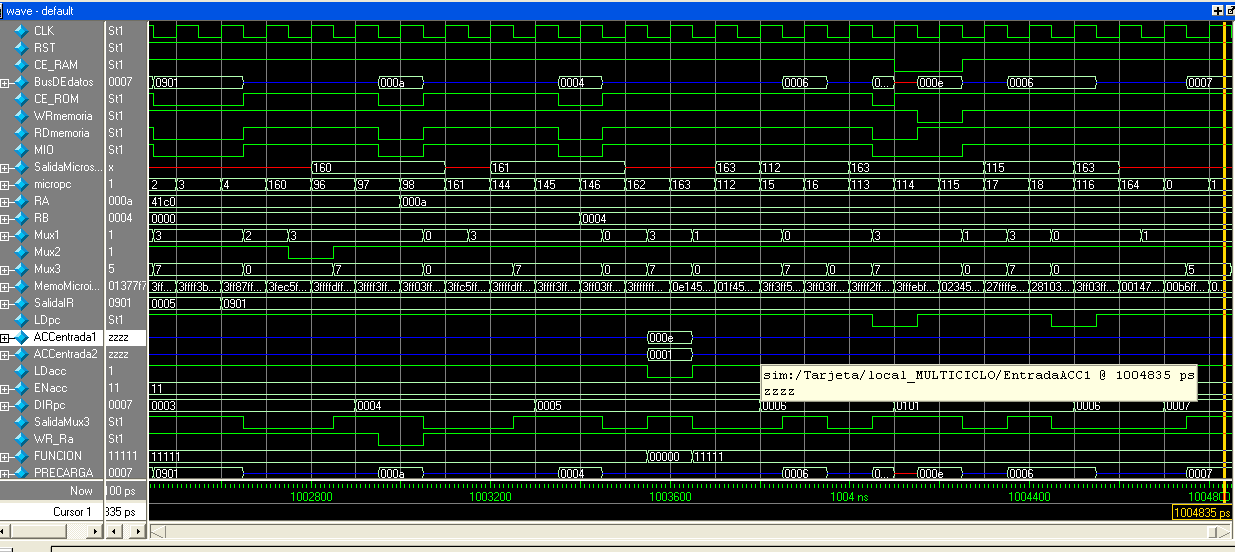 wave - default
CLK St1
RST St1
CE_RAM St1
BusDEdatos 0007 0901 000a 0004 0006 0... 000e 0006 0007
CE_ROM St1
WRmemoria St1
RDmemoria St1
MIO St1
SalidaMicros... x 160 161 163 112 163 115 163
micropc 1 2 3 4 160 96 97 98 161 144 145 146 162 163 112 15 16 113 114 115 17 18 116 164 0 1
RA 000a 41c0 000a
RB 0004 0000 0004
Mux1 1 3 2 3 0 3 0 3 1 0 3 1 3 0 1
Mux2 1
Mux3 5 7 0 7 0 7 0 7 0 7 0 7 0 7 0 5
MemoMicroi... 01377f7 3ff... 3ffff3b... 3ff87ff... 3fec5f... 3ffffdff... 3ffff3ff... 3ff03ff... 3ffc5ff... 3ffffdff... 3ffff3ff... 3ff03ff... 3fffffff... 0e145... 01f45... 3ff3f5... 3ff03ff... 3ffff2ff... 3ffebf... 02345... 27ffffe... 28103... 3ff03ff... 00147... 00b6ff... 0...
SalidaIR 0901 0005 0901
LDpc St1
ACCentrada1 zzzz 000e
ACCentrada2 zzzz 0001
LDacc 1
ENacc 11 11
DIRpc 0007 0003 0004 0005 0006 0101 0006 0007
SalidaMux3 St1
WR_Ra St1
FUNCION 11111 11111 00000 11111
PRECARGA 0007 0901 000a 0004 0006 0... 000e 0006 0007
sim:/Tarjeta/local_MULTICICLO/EntradaACC1 @ 1004835 ps
zzzz
Now 00 ps 1002800 1003200 1003600 1004 ns 1004400 1004800
Cursor 1 835 ps 1004835 ps